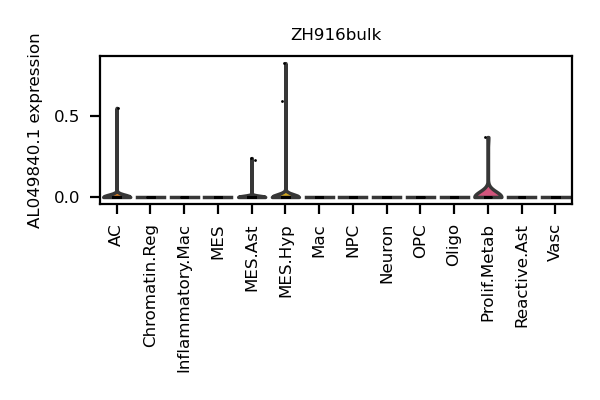 ZH916bulk
AL049840.1 expression
0.5
0.0
AC
Chromatin.Reg
Inflammatory.Mac
MES
MES.Ast
MES.Hyp
Mac
NPC
Neuron
OPC
Oligo
Prolif.Metab
Reactive.Ast
Vasc